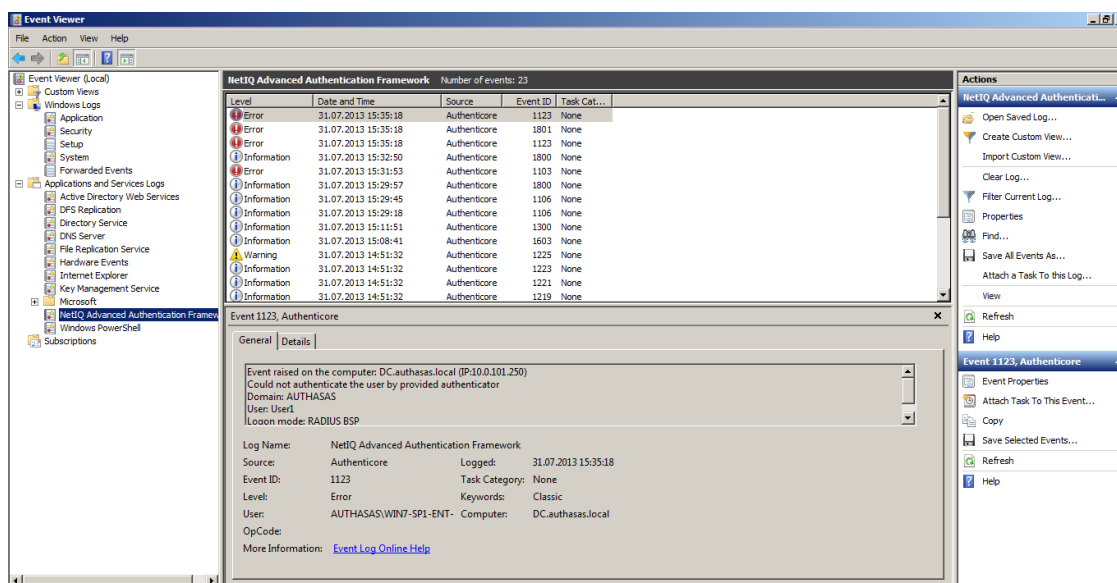 Event Viewer
File Action View Help
Event Viewer (Local)
Custom Views
Windows Logs
Application
Security
Setup
System
Forwarded Events
Applications and Services Logs
Active Directory Web Services
DFS Replication
Directory Service
DNS Server
File Replication Service
Hardware Events
Internet Explorer
Key Management Service
Microsoft
NetIQ Advanced Authentication Framew
Windows PowerShell
Subscriptions
NetIQ Advanced Authentication Framework Number of events: 23
Level Date and Time Source Event ID Task Cat...
Error 31.07.2013 15:35:18 Authenticore 1123 None
Error 31.07.2013 15:35:18 Authenticore 1801 None
Error 31.07.2013 15:35:18 Authenticore 1123 None
Information 31.07.2013 15:32:50 Authenticore 1800 None
Error 31.07.2013 15:31:53 Authenticore 1103 None
Information 31.07.2013 15:29:57 Authenticore 1800 None
Information 31.07.2013 15:29:45 Authenticore 1106 None
Information 31.07.2013 15:29:18 Authenticore 1106 None
Information 31.07.2013 15:11:51 Authenticore 1300 None
Information 31.07.2013 15:08:41 Authenticore 1603 None
Warning 31.07.2013 14:51:32 Authenticore 1225 None
Information 31.07.2013 14:51:32 Authenticore 1223 None
Information 31.07.2013 14:51:32 Authenticore 1221 None
Information 31.07.2013 14:51:32 Authenticore 1219 None
Event 1123, Authenticore
General Details
Event raised on the computer: DC.authasas.local (IP:10.0.101.250)
Could not authenticate the user by provided authenticator
Domain: AUTHASAS
User: User1
Logon mode: RADIUS BSP
Log Name: NetIQ Advanced Authentication Framework
Source: Authenticore Logged: 31.07.2013 15:35:18
Event ID: 1123 Task Category: None
Level: Error Keywords: Classic
User: AUTHASAS\WIN7-SP1-ENT- Computer: DC.authasas.local
OpCode:
More Information: Event Log Online Help
Actions
NetIQ Advanced Authenticati...
Open Saved Log...
Create Custom View...
Import Custom View...
Clear Log...
Filter Current Log...
Properties
Find...
Save All Events As...
Attach a Task To this Log...
View
Refresh
Help
Event 1123, Authenticore
Event Properties
Attach Task To This Event...
Copy
Save Selected Events...
Refresh
Help